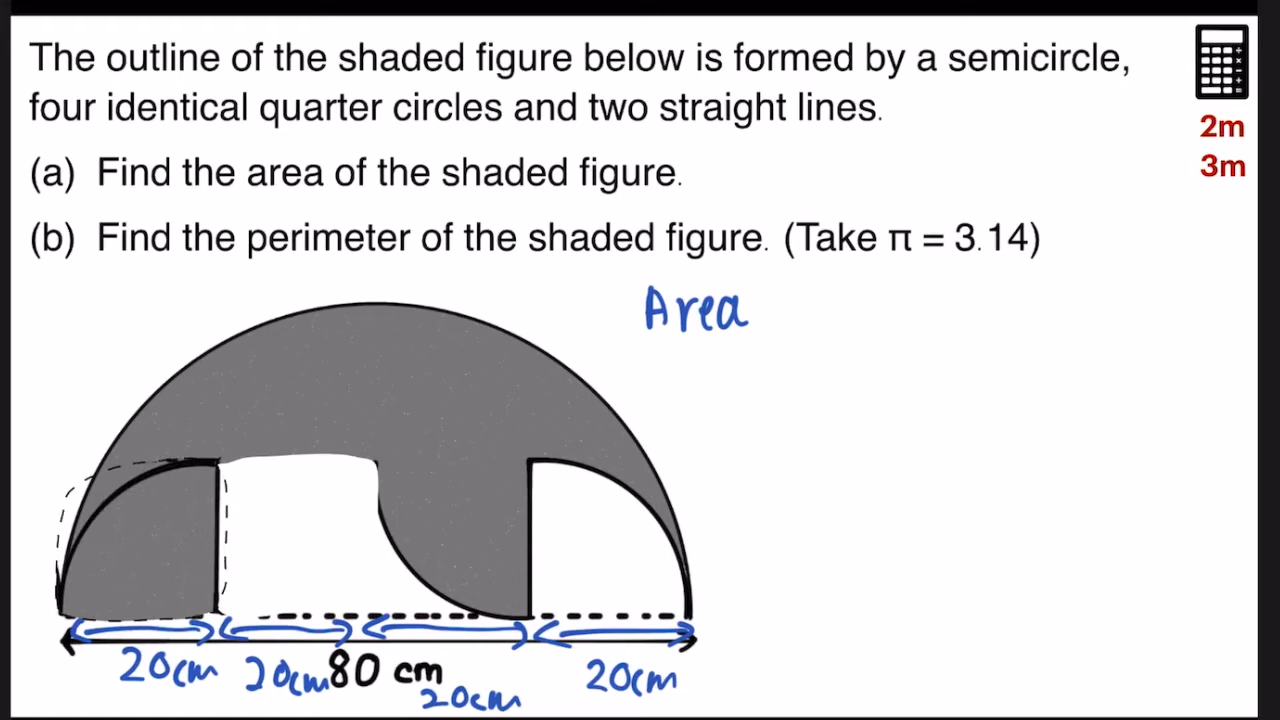 The outline of the shaded figure below is formed by a semicircle,
four identical quarter circles and two straight lines.
2m
(a) Find the area of the shaded figure.
3m
(b) Find the perimeter of the shaded figure. (Take π = 3.14)
Area
20cm 20cm 80 cm 20cm 20cm